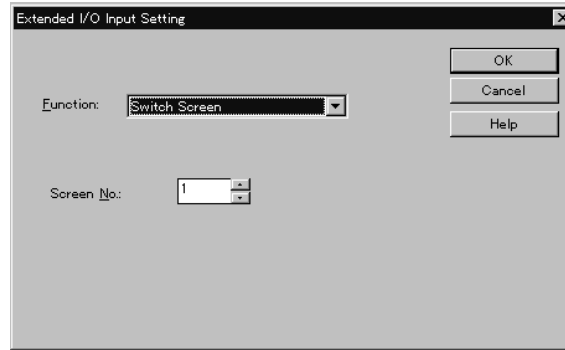 Extended I/O Input Setting
OK
Cancel
Function:
Switch Screen
Help
Screen No.:
1